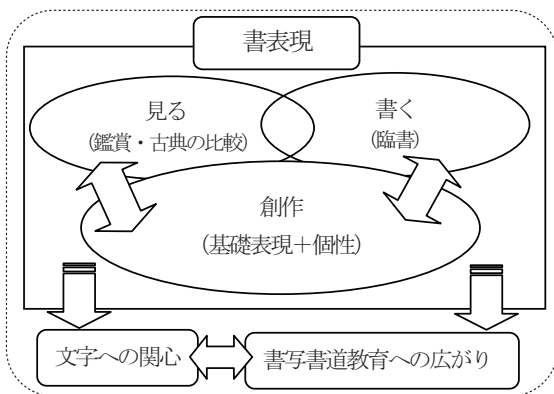 書表現
見る
(鑑賞・古典の比較)
書く
(臨書)
創作
(基礎表現+個性)
文字への関心
書写書道教育への広がり